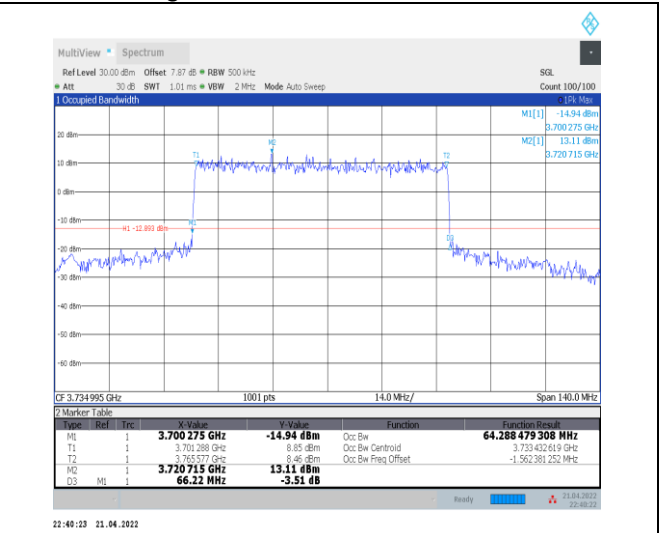 MultiView Spectrum
Ref Level 30.00 dBm Offset 7.87 dB RBW 500 kHz SGL
Att 30 dB SWT 1.01 ms VBW 2 MHz Mode Auto Sweep Count 100/100
1 Occupied Bandwidth 1Pk Max
M1[1] -14.94 dBm
3.700 275 GHz
M2[1] 13.11 dBm
3.720 715 GHz
20 dBm
M2
T1
T2
10 dBm
0 dBm
-10 dBm
M1
H1 -12.893 dBm
D3
-20 dBm
-30 dBm
-40 dBm
-50 dBm
-60 dBm
CF 3.734 995 GHz 1001 pts 14.0 MHz/ Span 140.0 MHz
2 Marker Table
Type Ref Trc X-Value Y-Value Function Function Result
M1 1 3.700 275 GHz -14.94 dBm Occ Bw 64.288 479 308 MHz
T1 1 3.701 288 GHz 8.85 dBm Occ Bw Centroid 3.733 432 619 GHz
T2 1 3.765 577 GHz 8.46 dBm Occ Bw Freq Offset -1.562 381 252 MHz
M2 1 3.720 715 GHz 13.11 dBm
D3 M1 1 66.22 MHz -3.51 dB
Ready 21.04.2022
22:40:22
22:40:23 21.04.2022